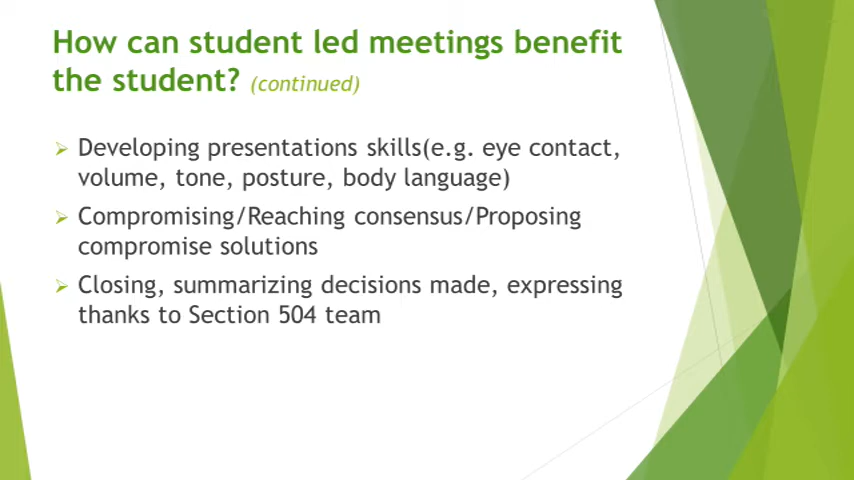 How can student led meetings benefit
the student? (continued)
Developing presentations skills(e.g. eye contact,
volume, tone, posture, body language)
Compromising/Reaching consensus/Proposing
compromise solutions
Closing, summarizing decisions made, expressing
thanks to Section 504 team